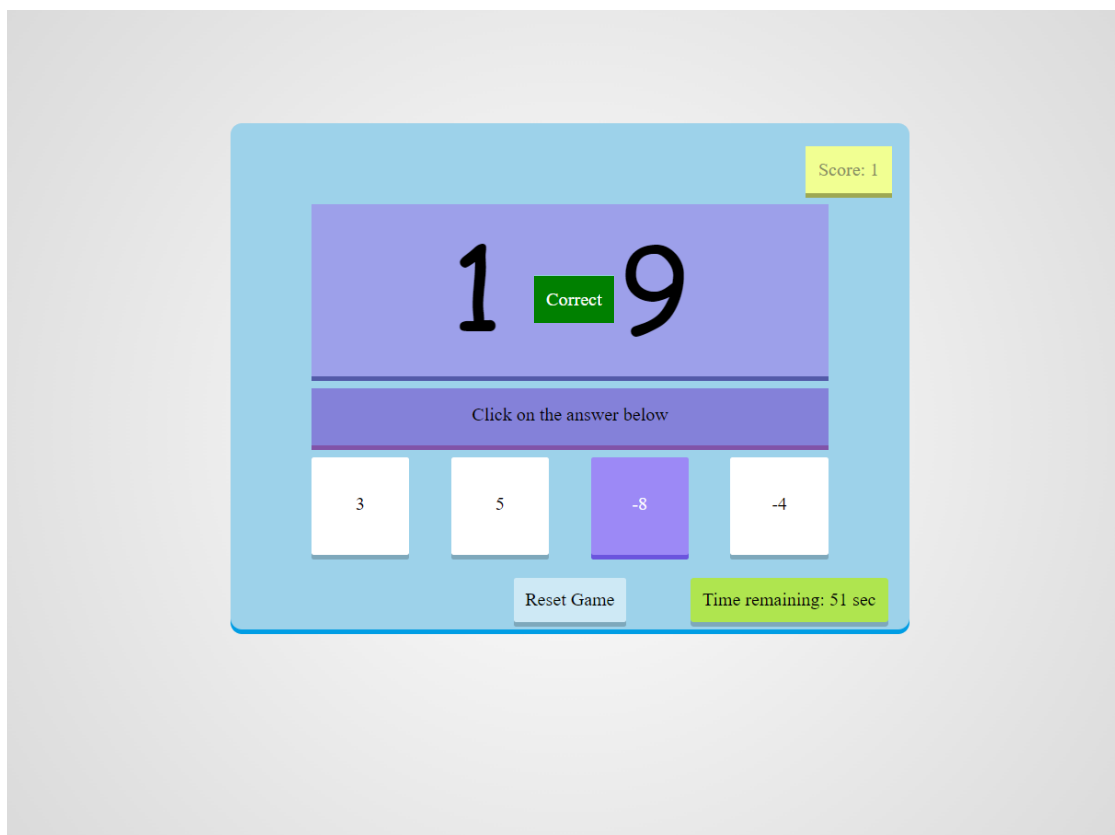 Score: 1
1 Correct 9
Click on the answer below
3 5 -8 -4
Reset Game Time remaining: 51 sec